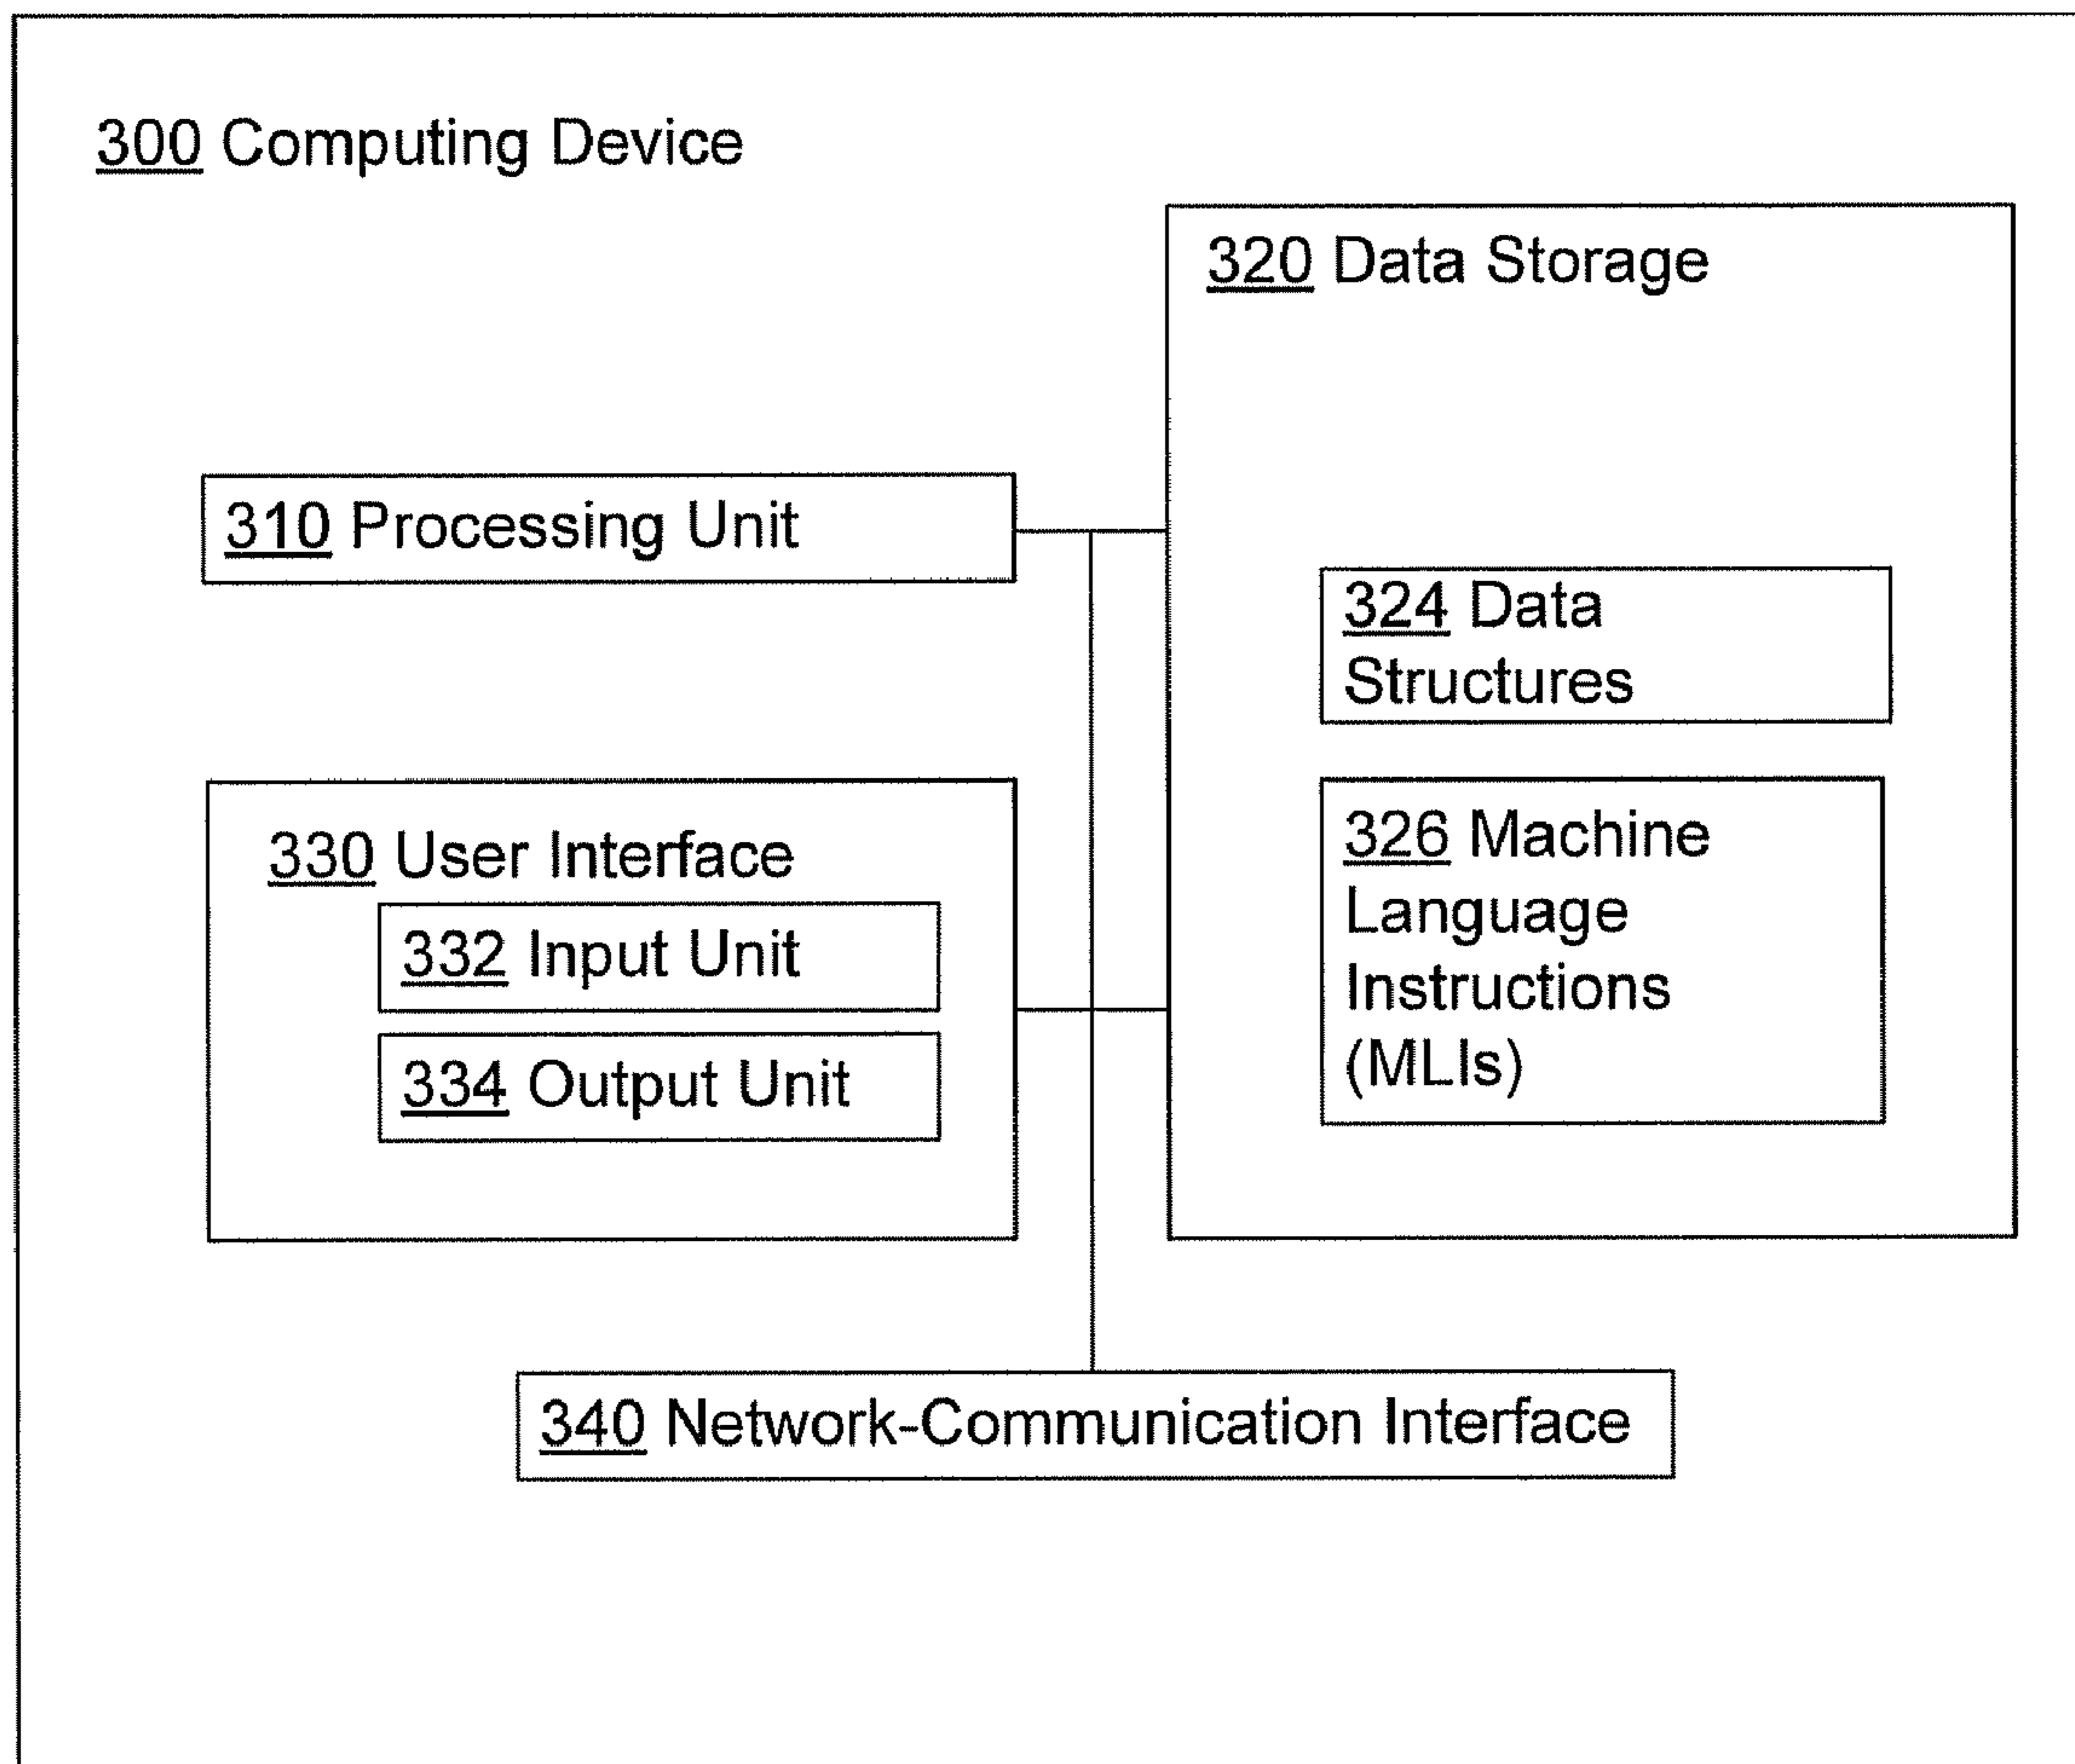 300 Computing Device
320 Data Storage
310 Processing Unit
324 Data
Structures
330 User Interface
332 Input Unit
334 Output Unit
326 Machine
Language
Instructions
(MLIs)
340 Network-Communication Interface